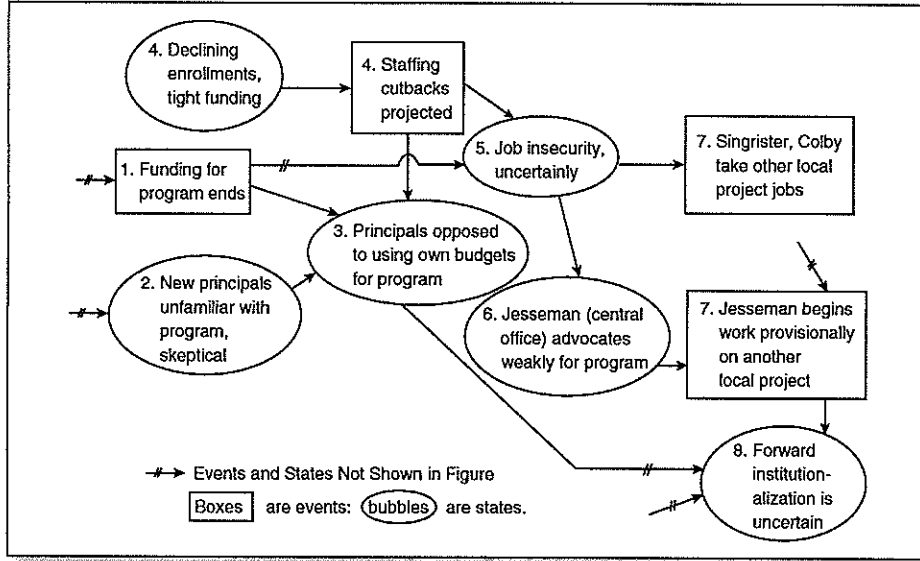 4. Declining
enrollments,
tight funding
4. Staffing
cutbacks
projected
5. Job insecurity,
uncertainly
7. Singrister, Colby
take other local
project jobs
1. Funding for
program ends
3. Principals opposed
to using own budgets
for program
2. New principals
unfamiliar with
program,
skeptical
6. Jesseman (central
office) advocates
weakly for program
7. Jesseman begins
work provisionally
on another
local project
8. Forward
institution-
alization is
uncertain
Events and States Not Shown in Figure
Boxes are events: bubbles are states.